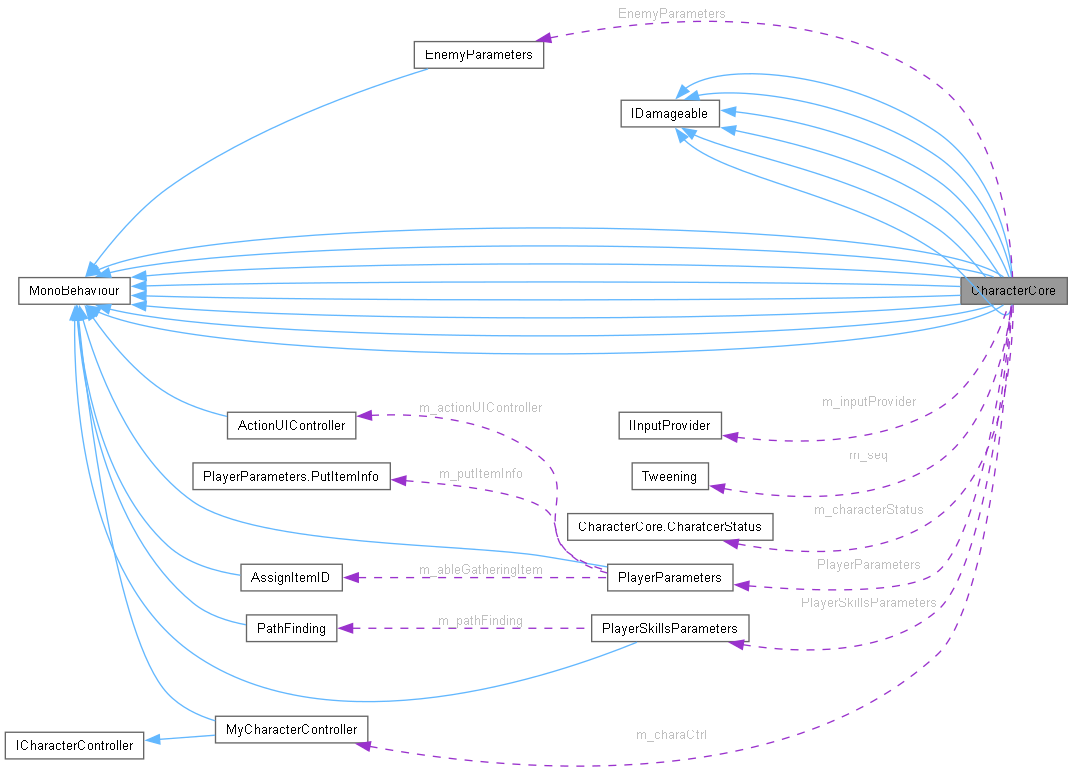 EnemyParameters
EnemyParameters
IDamageable
MonoBehaviour
CharacterCore
m_inputProvider
m_actionUIController
ActionUIController
IInputProvider
m_seq
m_putItemInfo
PlayerParameters.PutItemInfo
Tweening
m_characterStatus
CharacterCore.CharatcerStatus
PlayerParameters
m_ableGatheringItem
AssignItemID
PlayerParameters
PlayerSkillsParameters
m_pathFinding
PathFinding
PlayerSkillsParameters
MyCharacterController
m_charaCtrl
ICharacterController